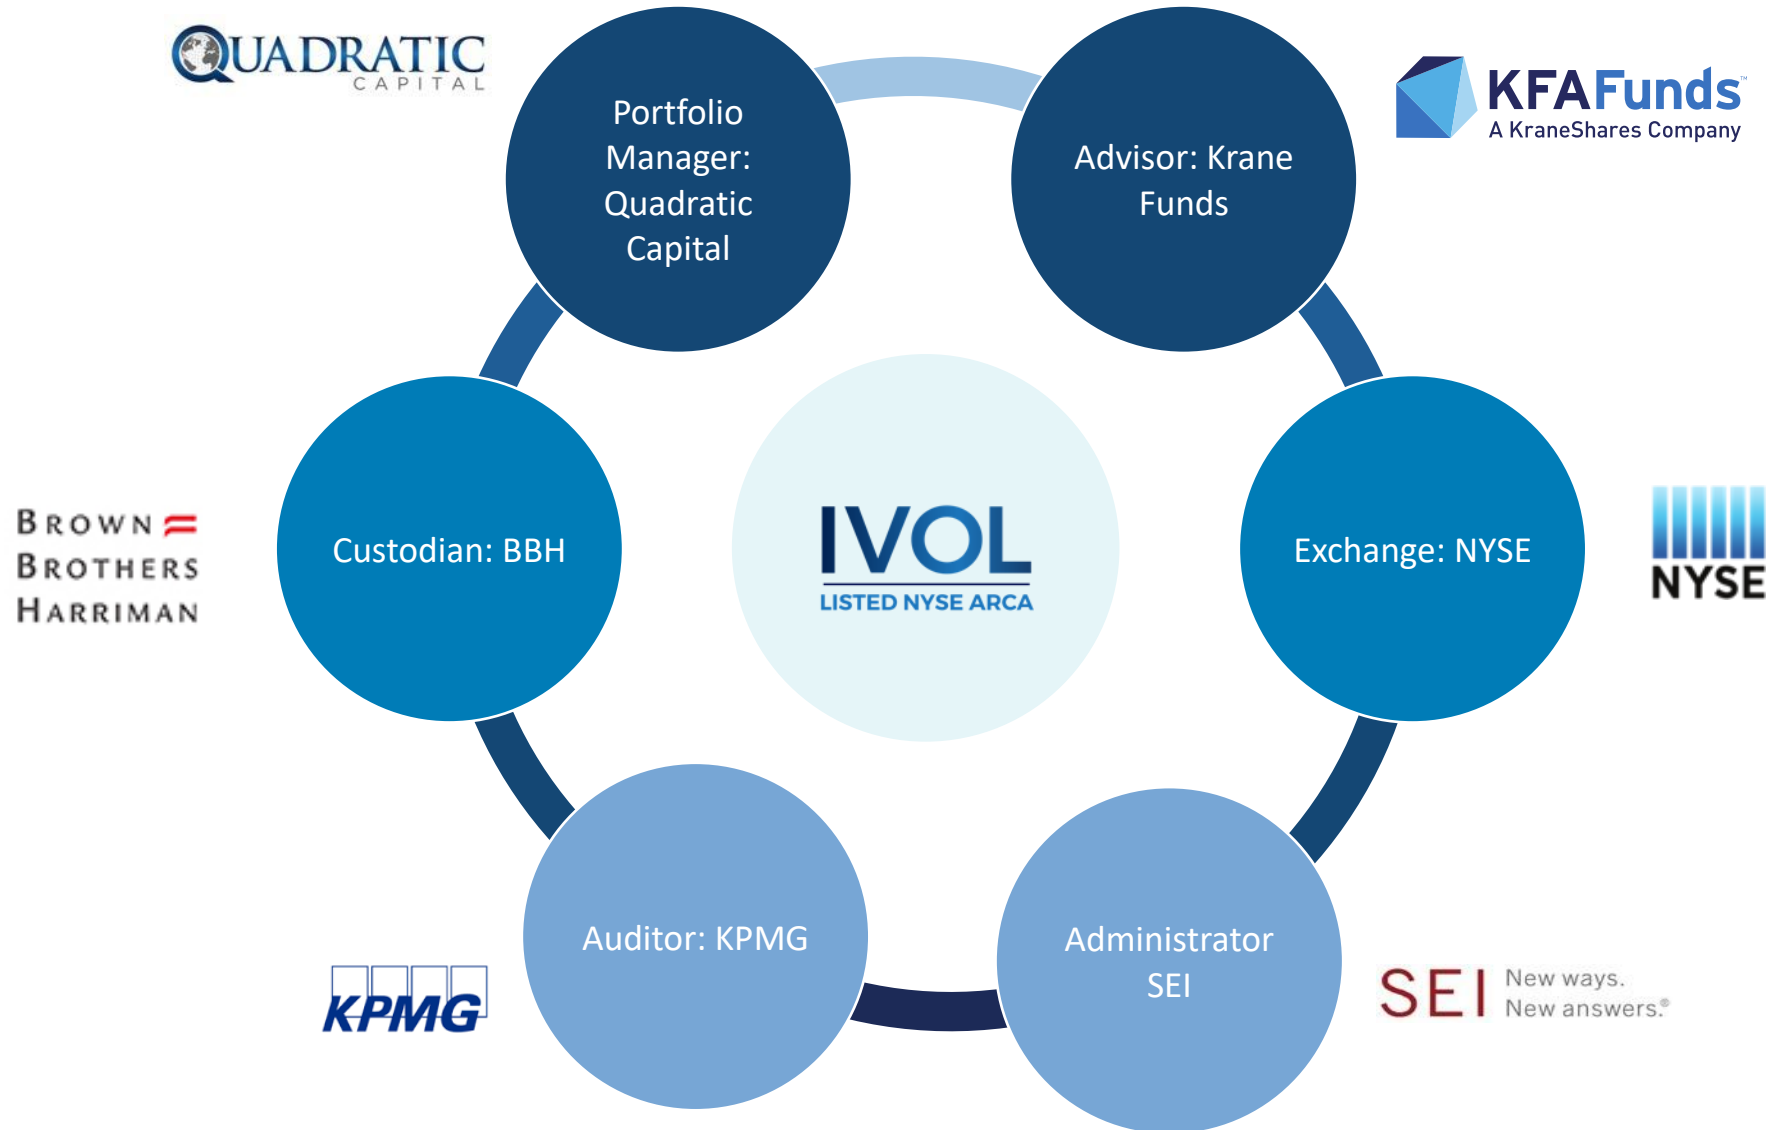 QUADRATIC
CAPITAL
Portfolio
Manager:
Quadratic
Capital
Advisor: Krane
Funds
KFAFunds™
A KraneShares Company
BROWN
BROTHERS
HARRIMAN
Custodian: BBH
IVOL
LISTED NYSE ARCA
Exchange: NYSE
NYSE
KPMG
Auditor: KPMG
Administrator
SEI
SEI
New ways.
New answers.®